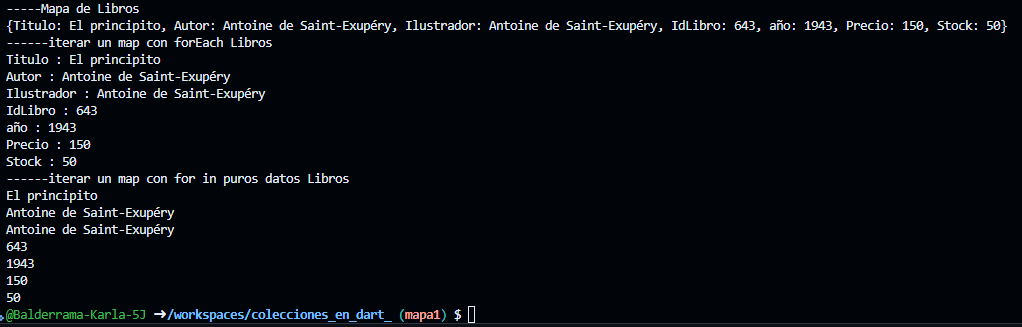 -----Mapa de Libros
{Titulo: El principito, Autor: Antoine de Saint-Exupéry, Ilustrador: Antoine de Saint-Exupéry, IdLibro: 643, año: 1943, Precio: 150, Stock: 50}
------iterar un map con forEach Libros
Titulo : El principito
Autor : Antoine de Saint-Exupéry
Ilustrador : Antoine de Saint-Exupéry
IdLibro : 643
año : 1943
Precio : 150
Stock : 50
------iterar un map con for in puros datos Libros
El principito
Antoine de Saint-Exupéry
Antoine de Saint-Exupéry
643
1943
150
50
@Balderrama-Karla-5J ➜/workspaces/colecciones_en_dart_ (mapa1) $